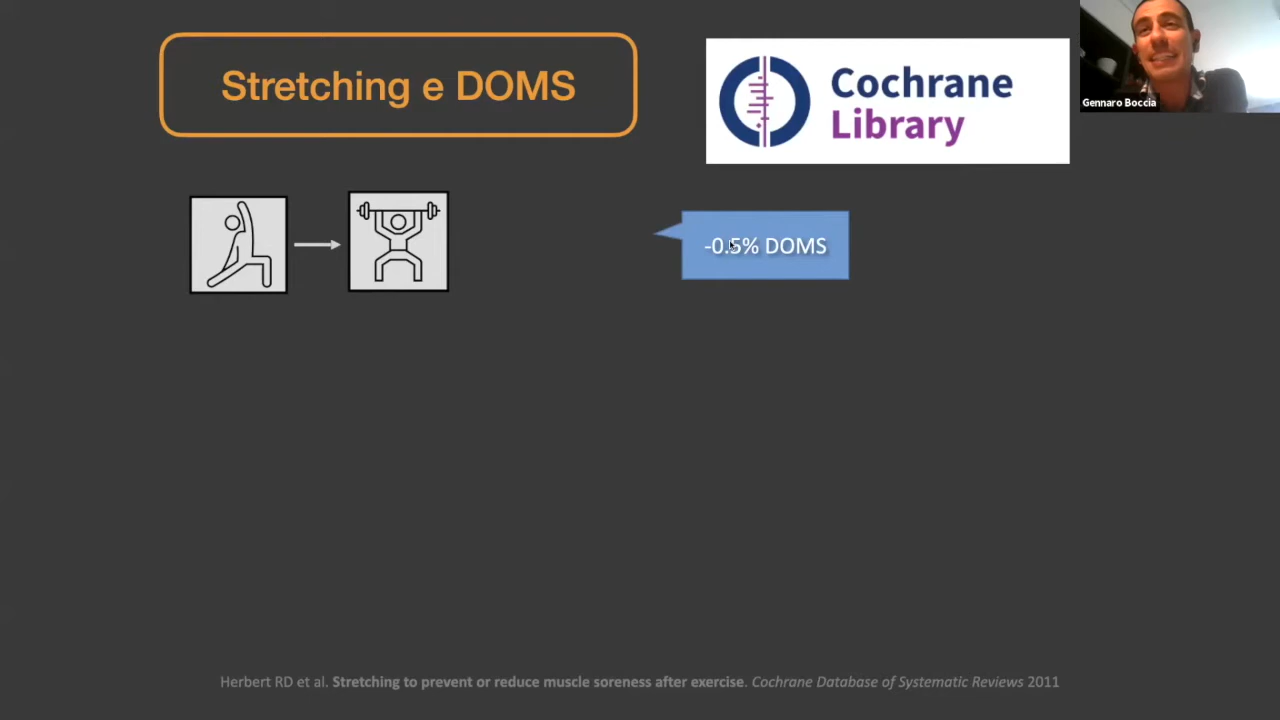 Stretching e DOMS
Cochrane
Library
Gennaro Boccia
-0.5% DOMS
Herbert RD et al. Stretching to prevent or reduce muscle soreness after exercise. Cochrane Database of Systematic Reviews 2011